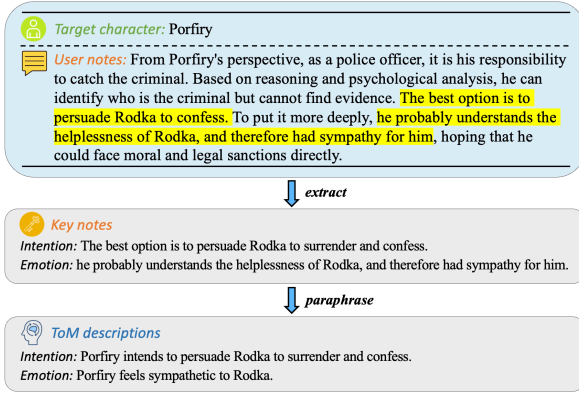 Target character: Porfiry
User notes: From Porfiry's perspective, as a police officer, it is his responsibility
to catch the criminal. Based on reasoning and psychological analysis, he can
identify who is the criminal but cannot find evidence. The best option is to
persuade Rodka to confess. To put it more deeply, he probably understands the
helplessness of Rodka, and therefore had sympathy for him, hoping that he
could face moral and legal sanctions directly.
extract
Key notes
Intention: The best option is to persuade Rodka to surrender and confess.
Emotion: he probably understands the helplessness of Rodka, and therefore had sympathy for him.
paraphrase
ToM descriptions
Intention: Porfiry intends to persuade Rodka to surrender and confess.
Emotion: Porfiry feels sympathetic to Rodka.